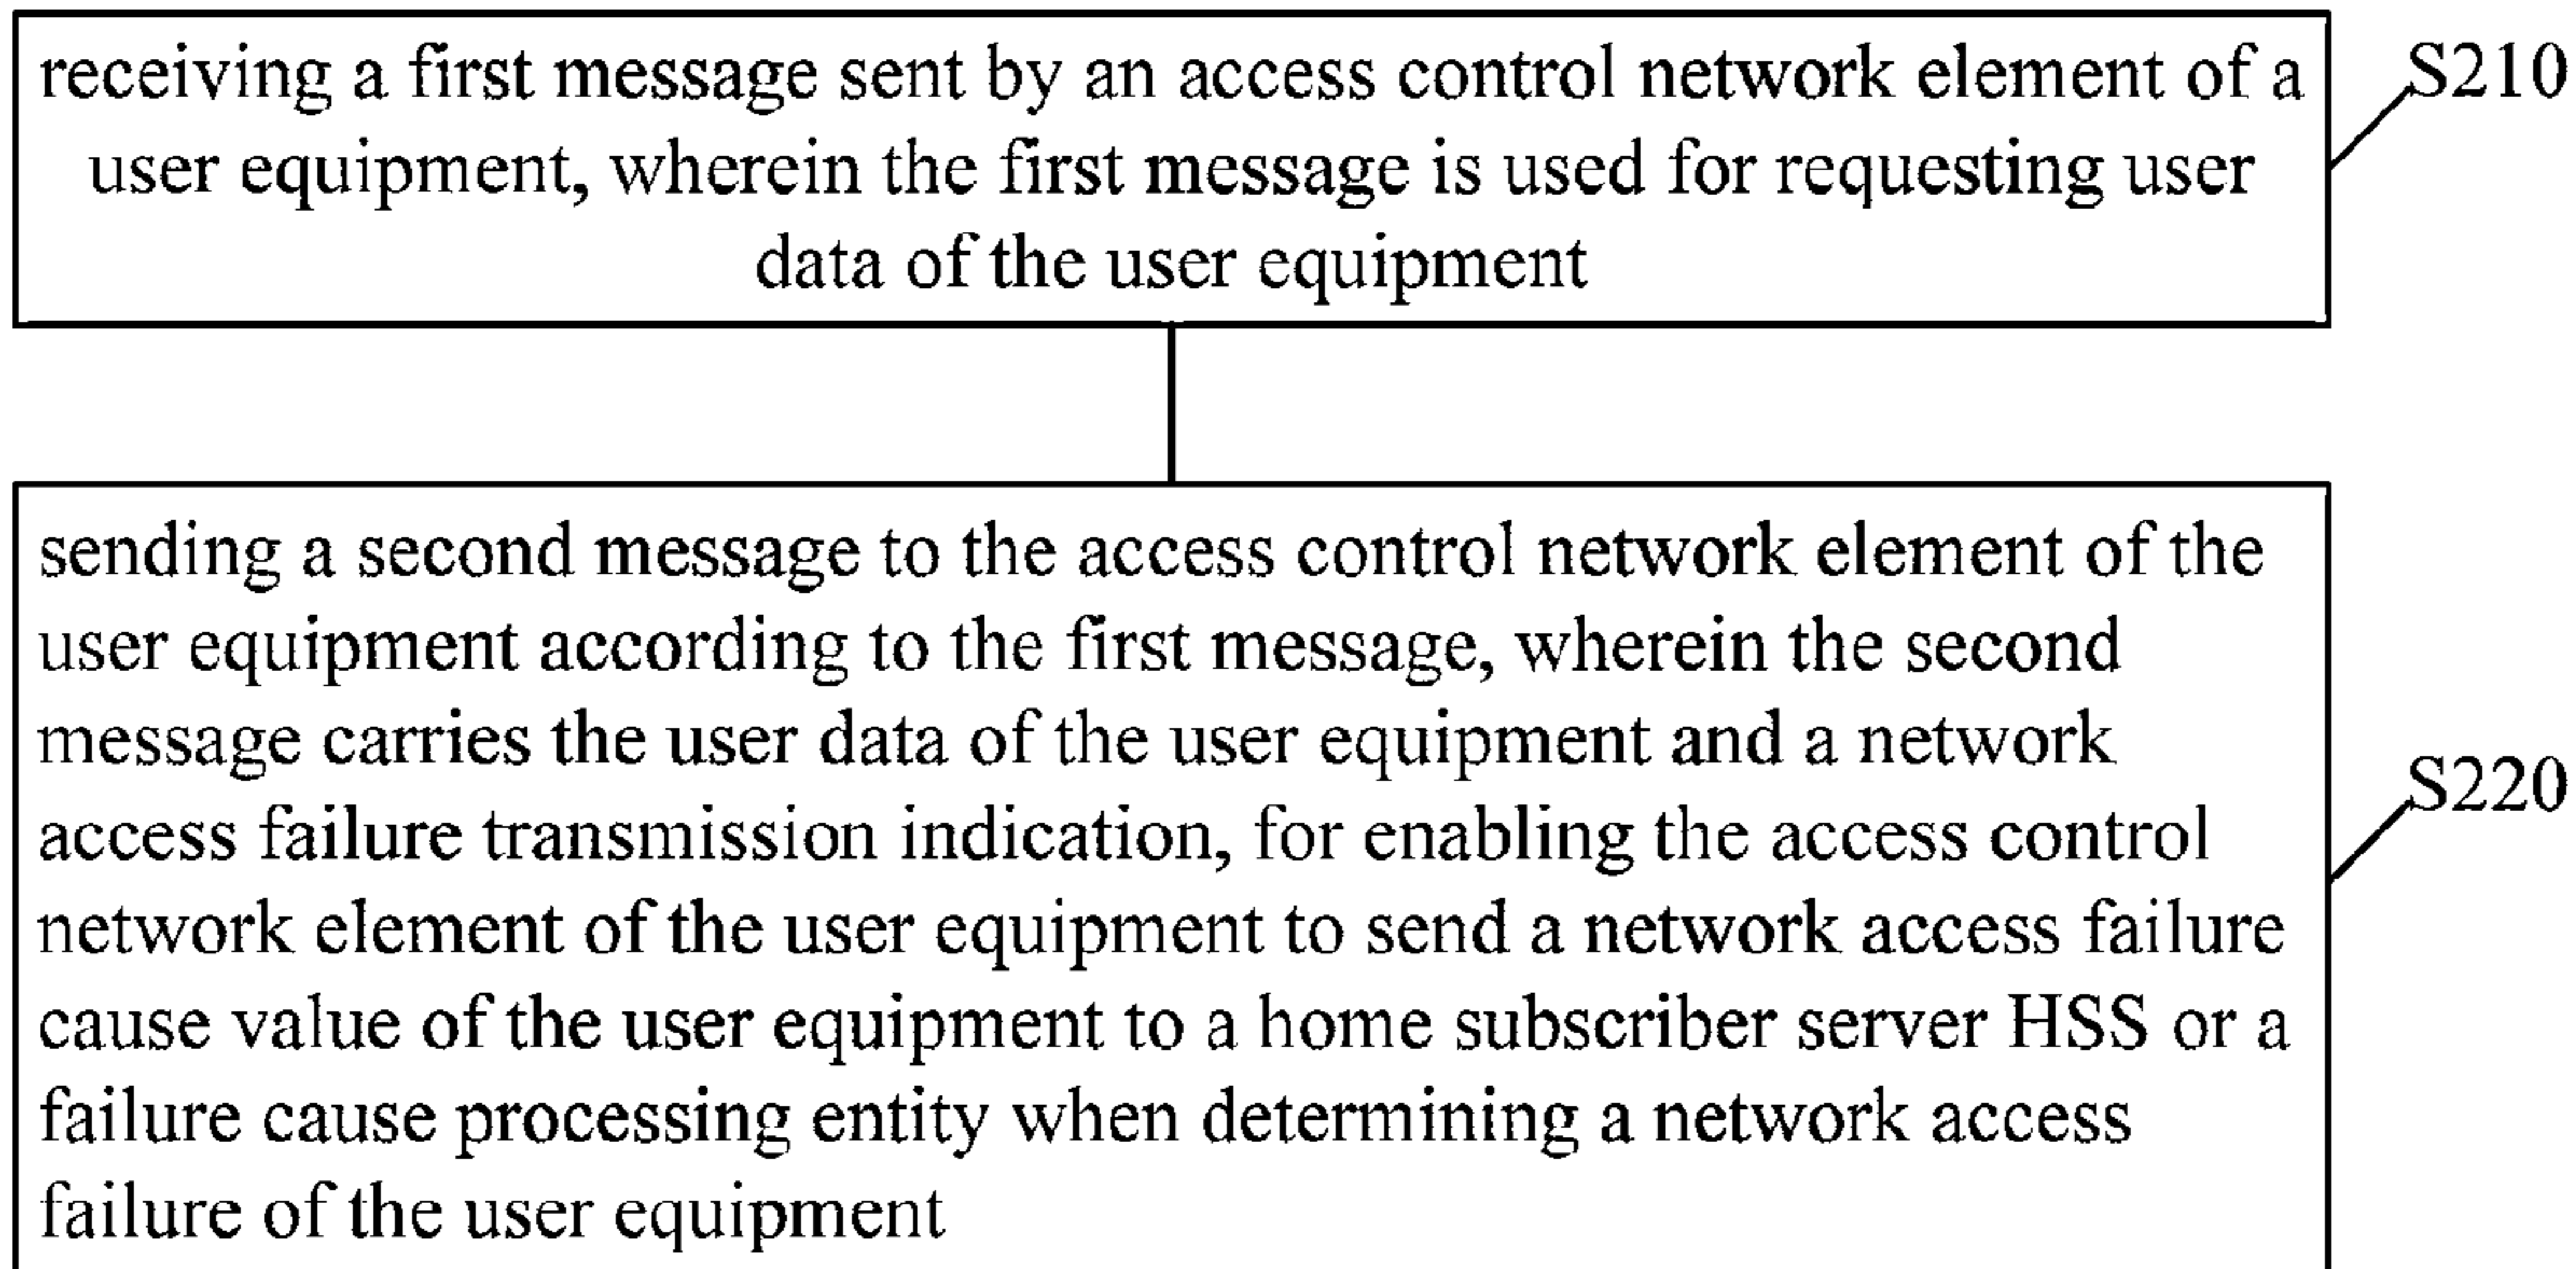 receiving a first message sent by an access control network element of a
user equipment, wherein the first message is used for requesting user
data of the user equipment
S210
sending a second message to the access control network element of the
user equipment according to the first message, wherein the second
message carries the user data of the user equipment and a network
access failure transmission indication, for enabling the access control
network element of the user equipment to send a network access failure
cause value of the user equipment to a home subscriber server HSS or a
failure cause processing entity when determining a network access
failure of the user equipment
S220